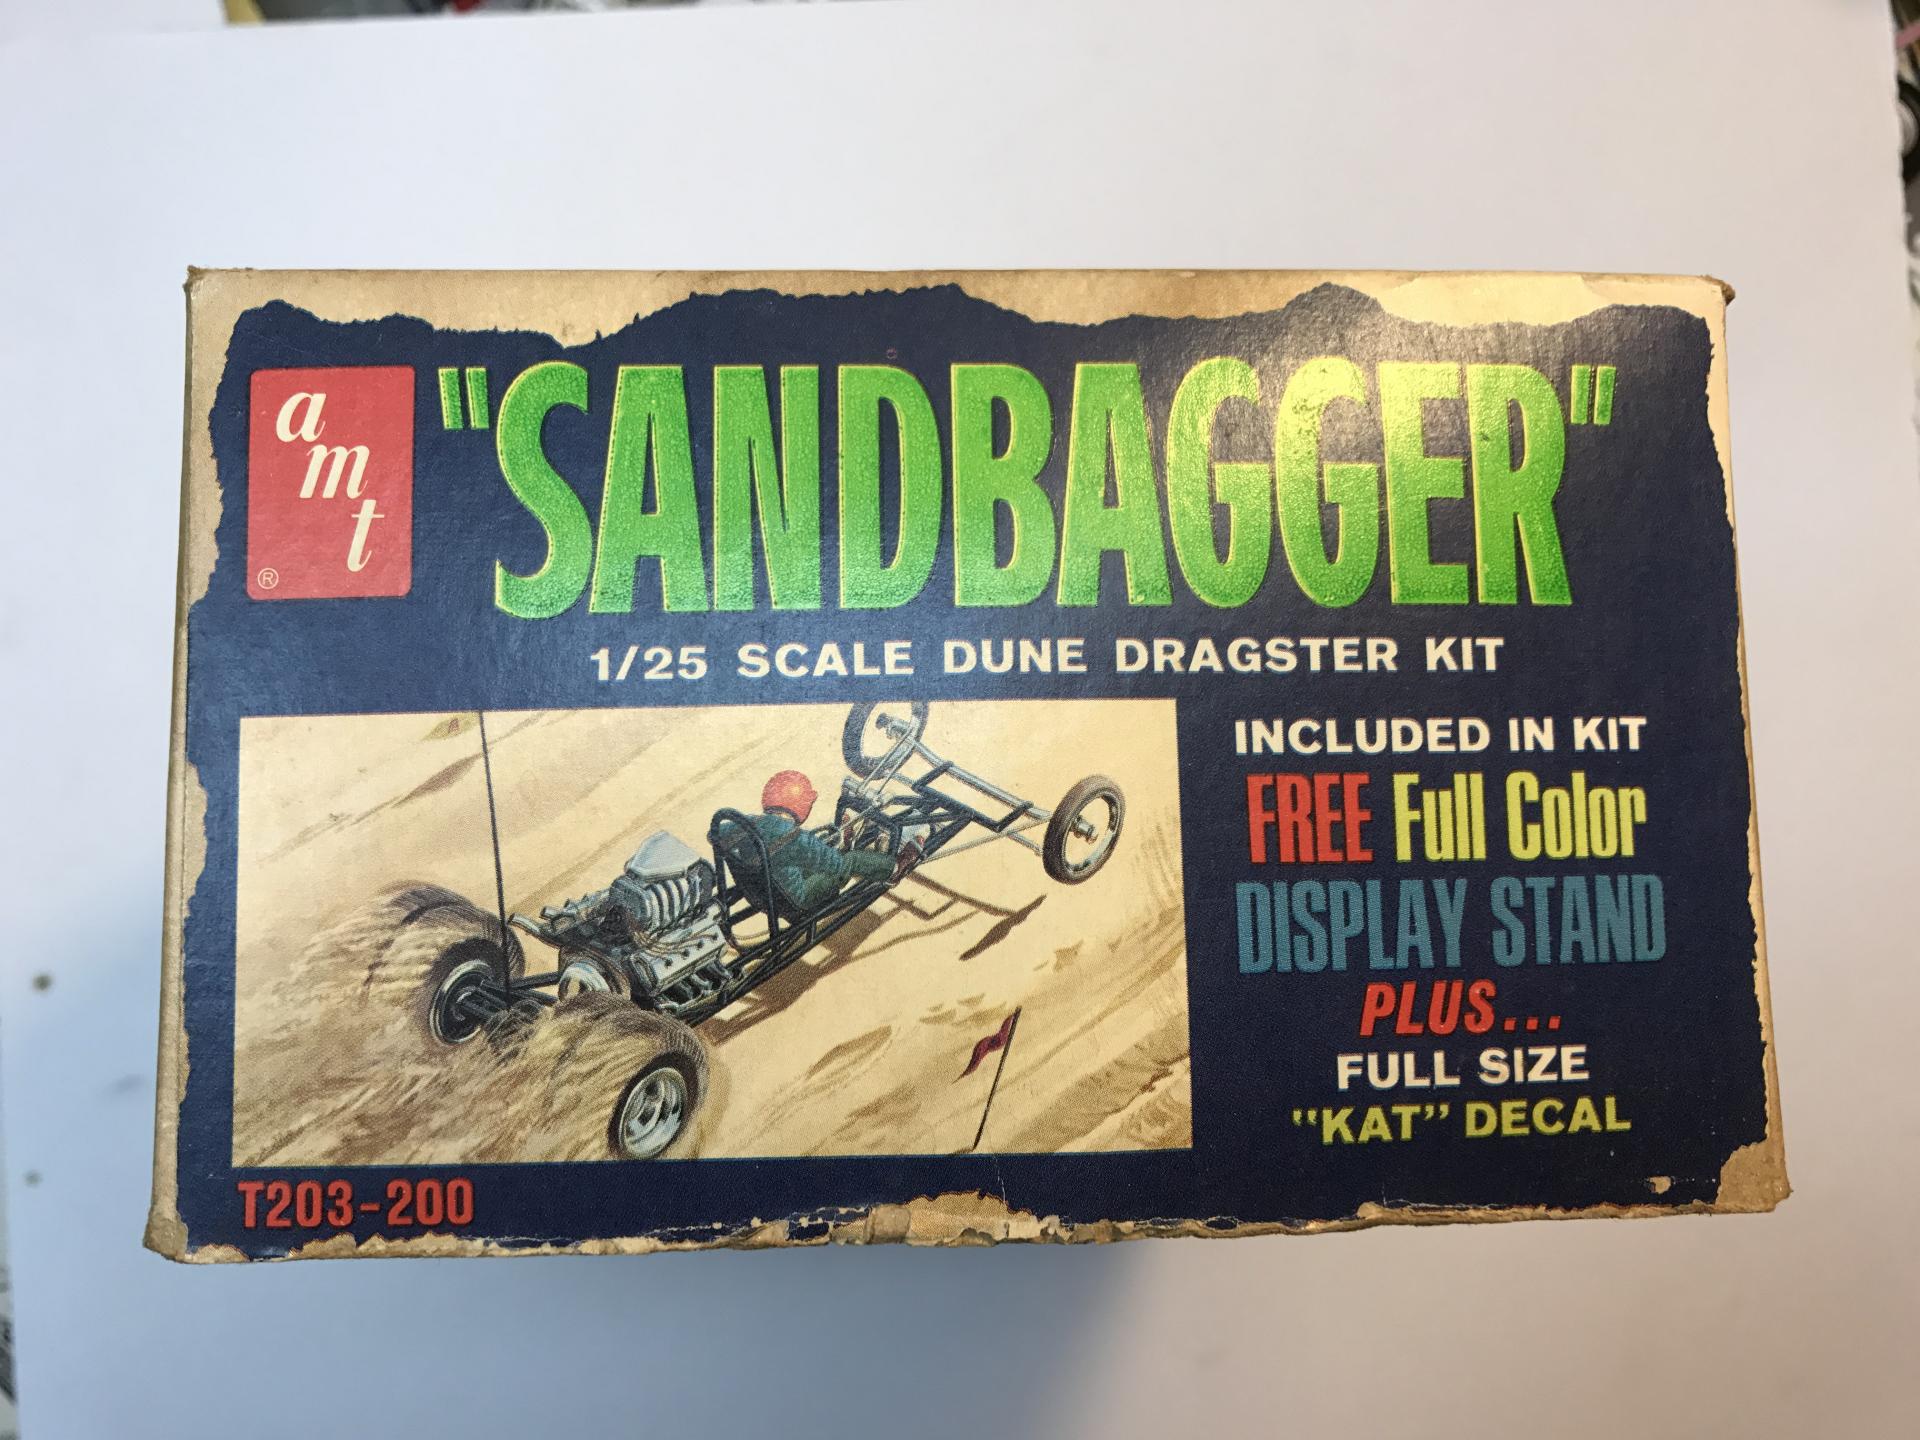 amt
®
"SANDBAGGER"
1/25 SCALE DUNE DRAGSTER KIT
INCLUDED IN KIT
FREE Full Color
DISPLAY STAND
PLUS...
FULL SIZE
"KAT" DECAL
T203-200